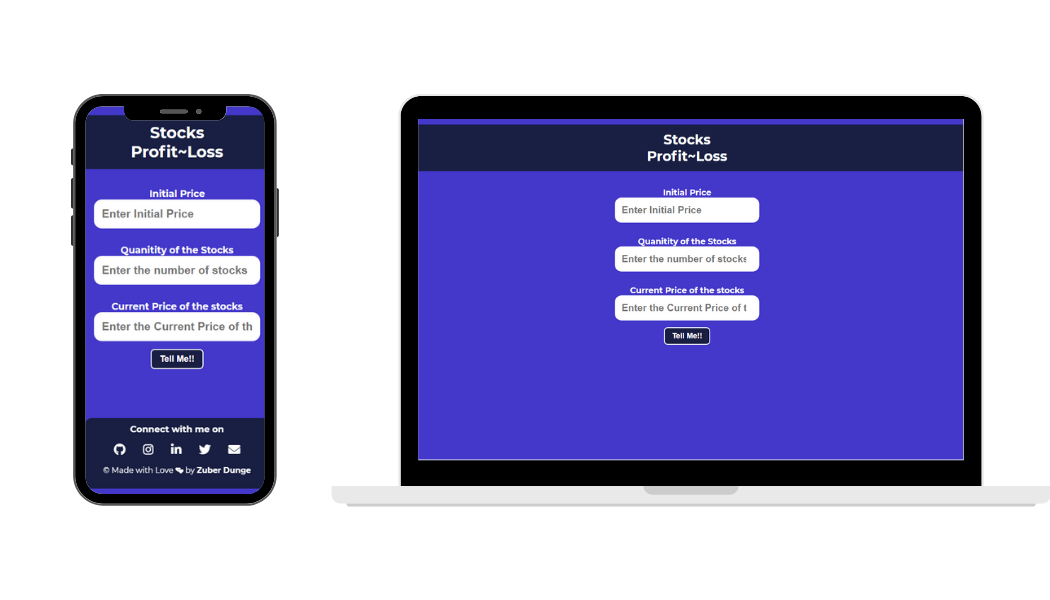 Stocks
Profit~Loss
Initial Price
Enter Initial Price
Quanitity of the Stocks
Enter the number of stocks
Current Price of the stocks
Enter the Current Price of th
Tell Me!!
Connect with me on
© Made with Love by Zuber Dunge
Stocks
Profit~Loss
Initial Price
Enter Initial Price
Quanitity of the Stocks
Enter the number of stocks
Current Price of the stocks
Enter the Current Price of t
Tell Me!!